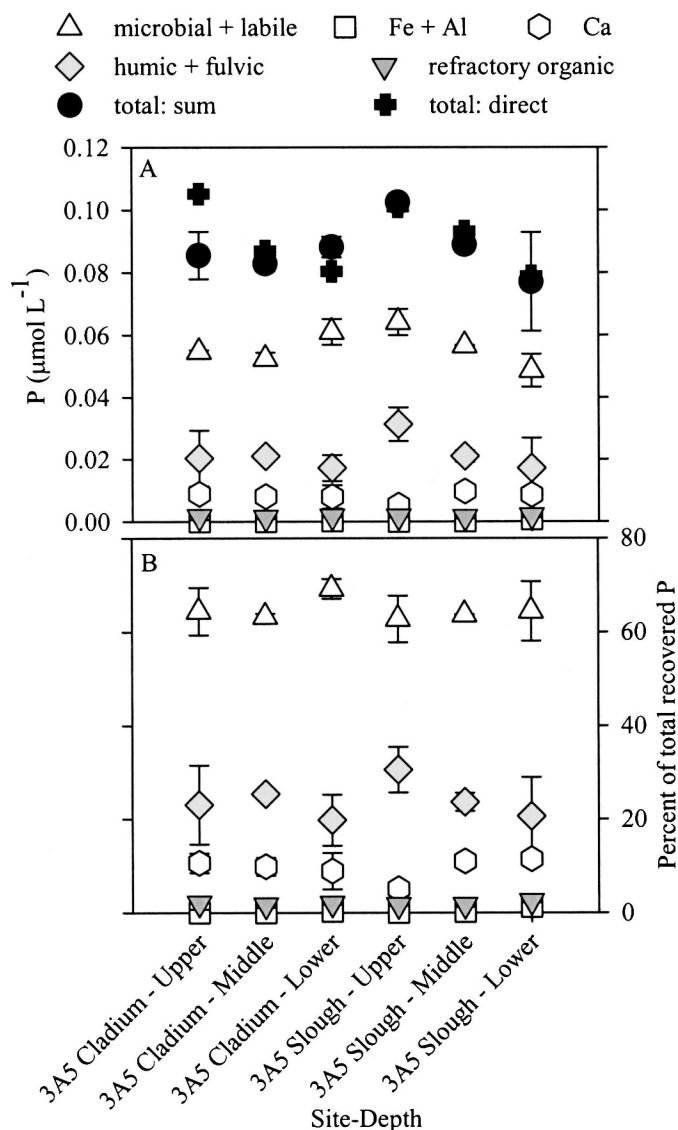 microbial + labile Fe + Al Ca
humic + fulvic refractory organic
total: sum total: direct
A
0.12
0.10
0.08
0.06
0.04
0.02
0.00
P (μmol L⁻¹)
B
80
60
40
20
0
Percent of total recovered P
3A5 Cladium - Upper
3A5 Cladium - Middle
3A5 Cladium - Lower
3A5 Slough - Upper
3A5 Slough - Middle
3A5 Slough - Lower
Site-Depth